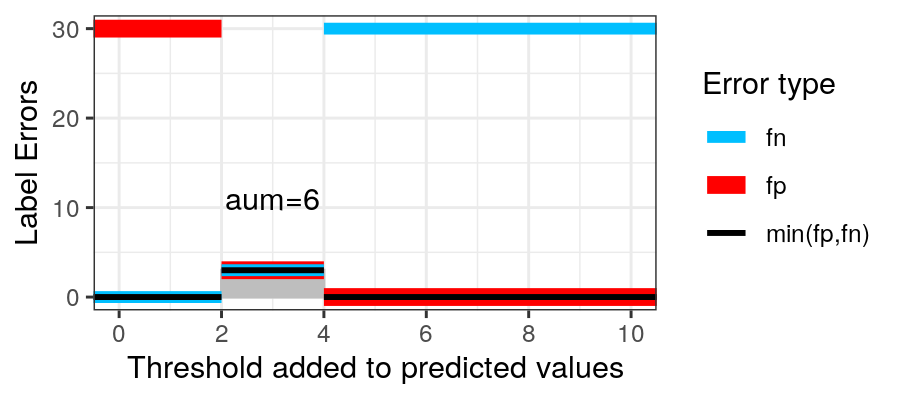 Label Errors
30
20
10
0
aum=6
0 2 4 6 8 10
Threshold added to predicted values
Error type
fn
fp
min(fp,fn)